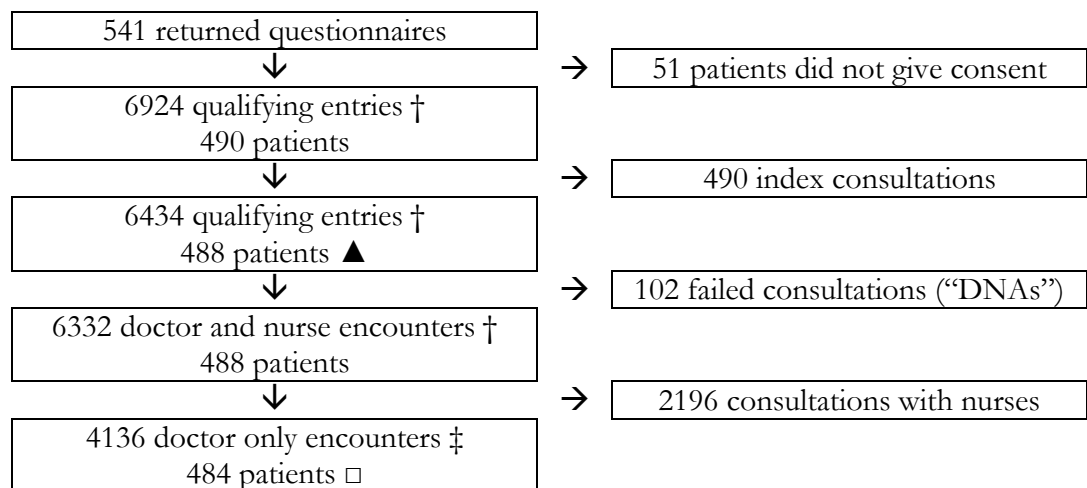 541 returned questionnaires
↓
→ 51 patients did not give consent
6924 qualifying entries †
490 patients
↓
→ 490 index consultations
6434 qualifying entries †
488 patients ▲
↓
→ 102 failed consultations (“DNAs”)
6332 doctor and nurse encounters †
488 patients
↓
→ 2196 consultations with nurses
4136 doctor only encounters ‡
484 patients □